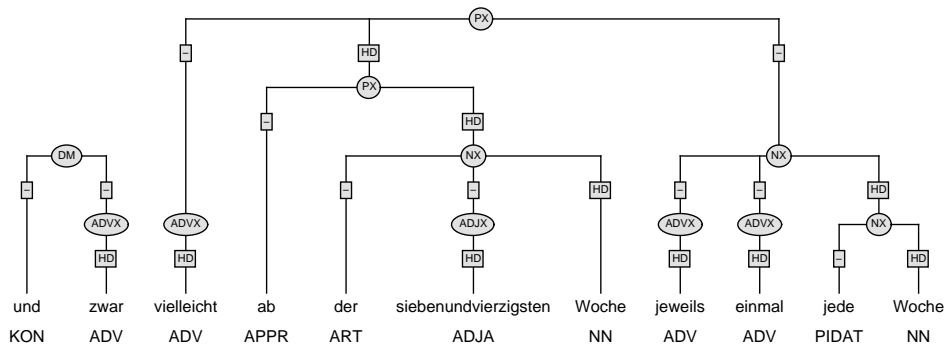 PX
– HD –
PX
– HD
DM NX NX
– – – – HD – – HD
ADVX ADVX ADJX ADVX ADVX NX
HD HD HD HD HD – HD
und zwar vielleicht ab der siebenundvierzigsten Woche jeweils einmal jede Woche
KON ADV ADV APPR ART ADJA NN ADV ADV PIDAT NN